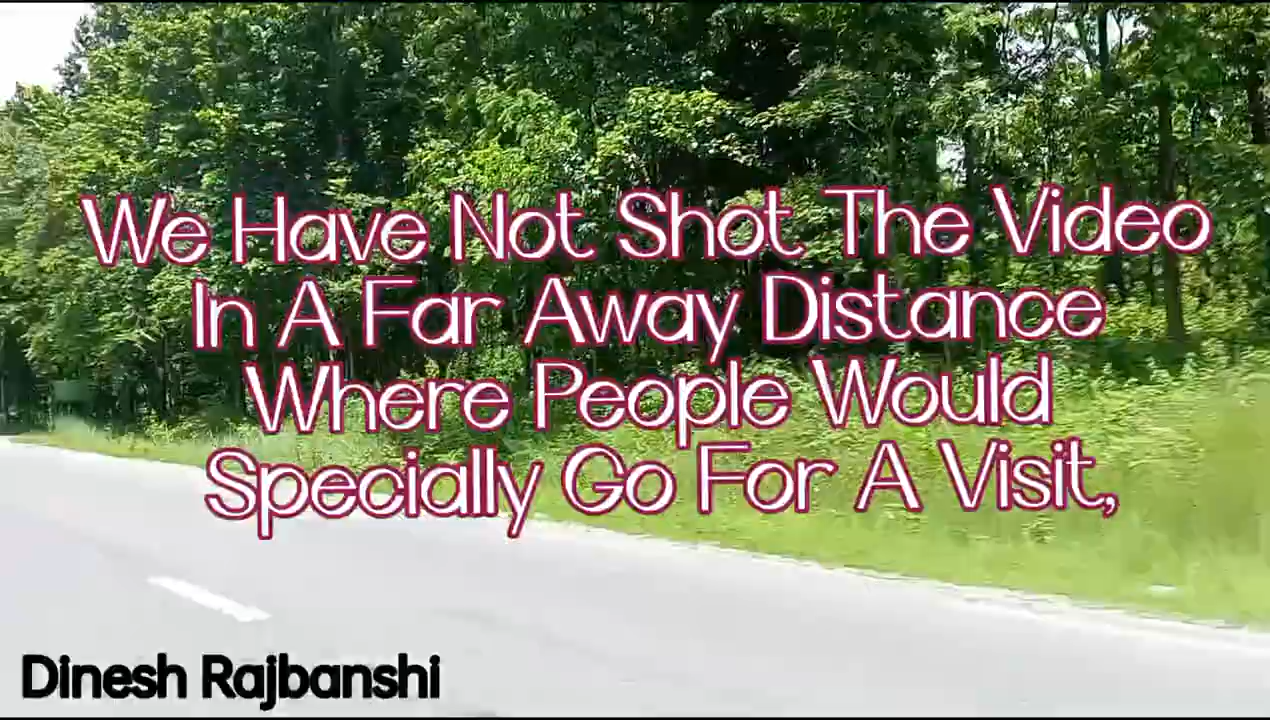 We Have Not Shot The Video
In A Far Away Distance
Where People Would
Specially Go For A Visit,
Dinesh Rajbanshi